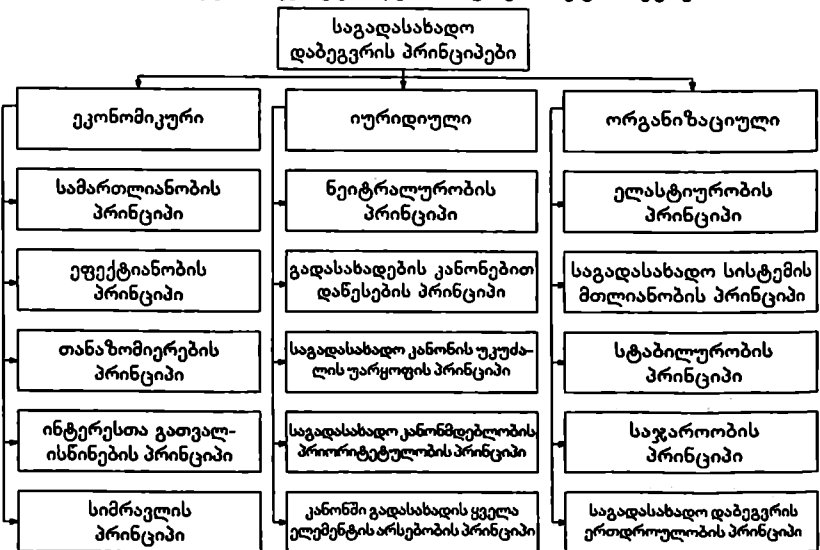 საგადასახადო
დაბეგვრის პრინციპები
ეკონომიკური
იურიდიული
ორგანიზაციული
სამართლიანობის
პრინციპი
ნეიტრალურობის
პრინციპი
ელასტიურობის
პრინციპი
ეფექტიანობის
პრინციპი
გადასახადების კანონებით
დაწესების პრინციპი
საგადასახადო სისტემის
მთლიანობის პრინციპი
თანაზომიერების
პრინციპი
საგადასახადო კანონის უკუძა-
ლის უარყოფის პრინციპი
სტაბილურობის
პრინციპი
ინტერესთა გათვალ-
ისწინების პრინციპი
საგადასახადო კანონმდებლობის
პრიორიტეტულობის პრინციპი
საჯაროობის
პრინციპი
სიმრავლის
პრინციპი
კანონში გადასახადის ყველა
ელემენტის არსებობის პრინციპი
საგადასახადო დაბეგვრის
ერთდროულობის პრინციპი